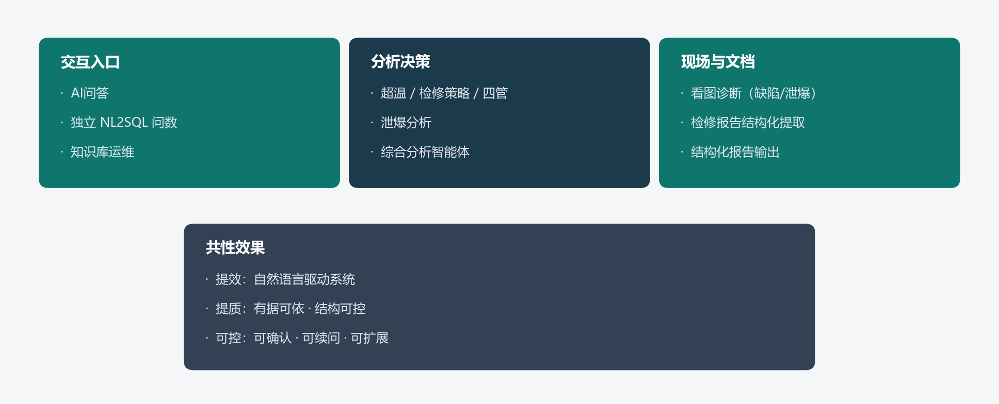 交互入口
· AI问答
· 独立 NL2SQL 问数
· 知识库运维
分析决策
· 超温 / 检修策略 / 四管
· 泄爆分析
· 综合分析智能体
现场与文档
· 看图诊断（缺陷/泄爆）
· 检修报告结构化提取
· 结构化报告输出
共性效果
· 提效：自然语言驱动系统
· 提质：有据可依 · 结构可控
· 可控：可确认 · 可续问 · 可扩展